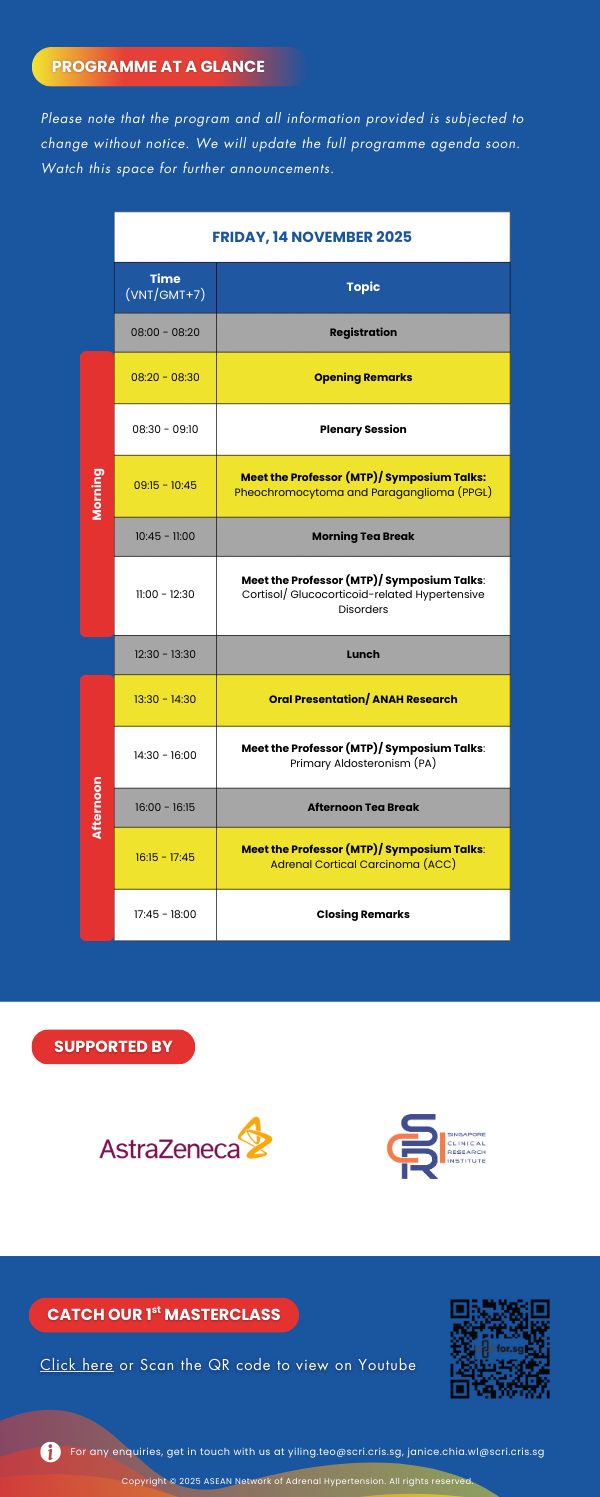 PROGRAMME AT A GLANCE
Please note that the program and all information provided is subjected to
change without notice. We will update the full programme agenda soon.
Watch this space for further announcements.
FRIDAY, 14 NOVEMBER 2025
Time
(VNT/GMT+7)
Topic
08:00 - 08:20
Registration
Morning
08:20 - 08:30
Opening Remarks
08:30 - 09:10
Plenary Session
09:15 - 10:45
Meet the Professor (MTP)/ Symposium Talks:
Pheochromocytoma and Paraganglioma (PPGL)
10:45 - 11:00
Morning Tea Break
11:00 - 12:30
Meet the Professor (MTP)/ Symposium Talks:
Cortisol/ Glucocorticoid-related Hypertensive
Disorders
12:30 - 13:30
Lunch
Afternoon
13:30 - 14:30
Oral Presentation/ ANAH Research
14:30 - 16:00
Meet the Professor (MTP)/ Symposium Talks:
Primary Aldosteronism (PA)
16:00 - 16:15
Afternoon Tea Break
16:15 - 17:45
Meet the Professor (MTP)/ Symposium Talks:
Adrenal Cortical Carcinoma (ACC)
17:45 - 18:00
Closing Remarks
SUPPORTED BY
AstraZeneca
SCRI
SINGAPORE
CLINICAL
RESEARCH
INSTITUTE
CATCH OUR 1st MASTERCLASS
Click here or Scan the QR code to view on Youtube
for.sg
For any enquiries, get in touch with us at yiling.teo@scri.cris.sg, janice.chia.wl@scri.cris.sg
Copyright © 2025 ASEAN Network of Adrenal Hypertension. All rights reserved.